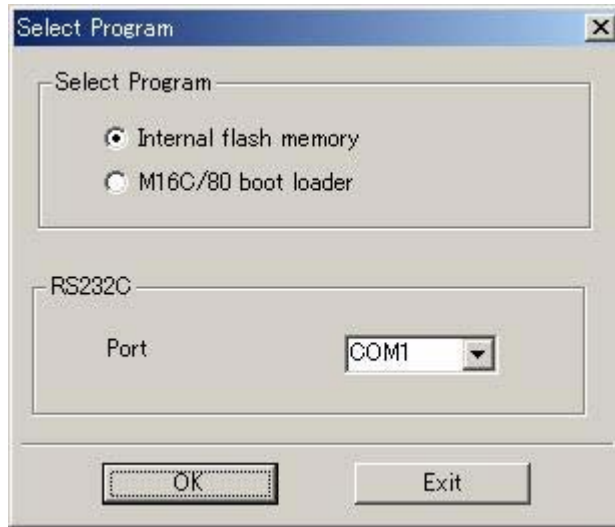 Select Program
Select Program
Internal flash memory
M16C/80 boot loader
RS232C
Port COM1
OK Exit